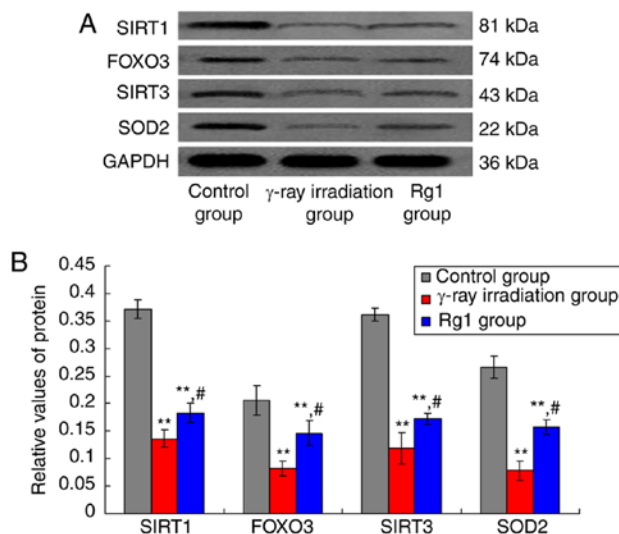 A
SIRT1 81 kDa
FOXO3 74 kDa
SIRT3 43 kDa
SOD2 22 kDa
GAPDH 36 kDa
Control γ-ray irradiation Rg1
group group group
B
Relative values of protein
0.45
0.4
0.35
0.3
0.25
0.2
0.15
0.1
0.05
0
Control group
γ-ray irradiation group
Rg1 group
** **,#
** **,#
** **,#
** **,#
SIRT1 FOXO3 SIRT3 SOD2